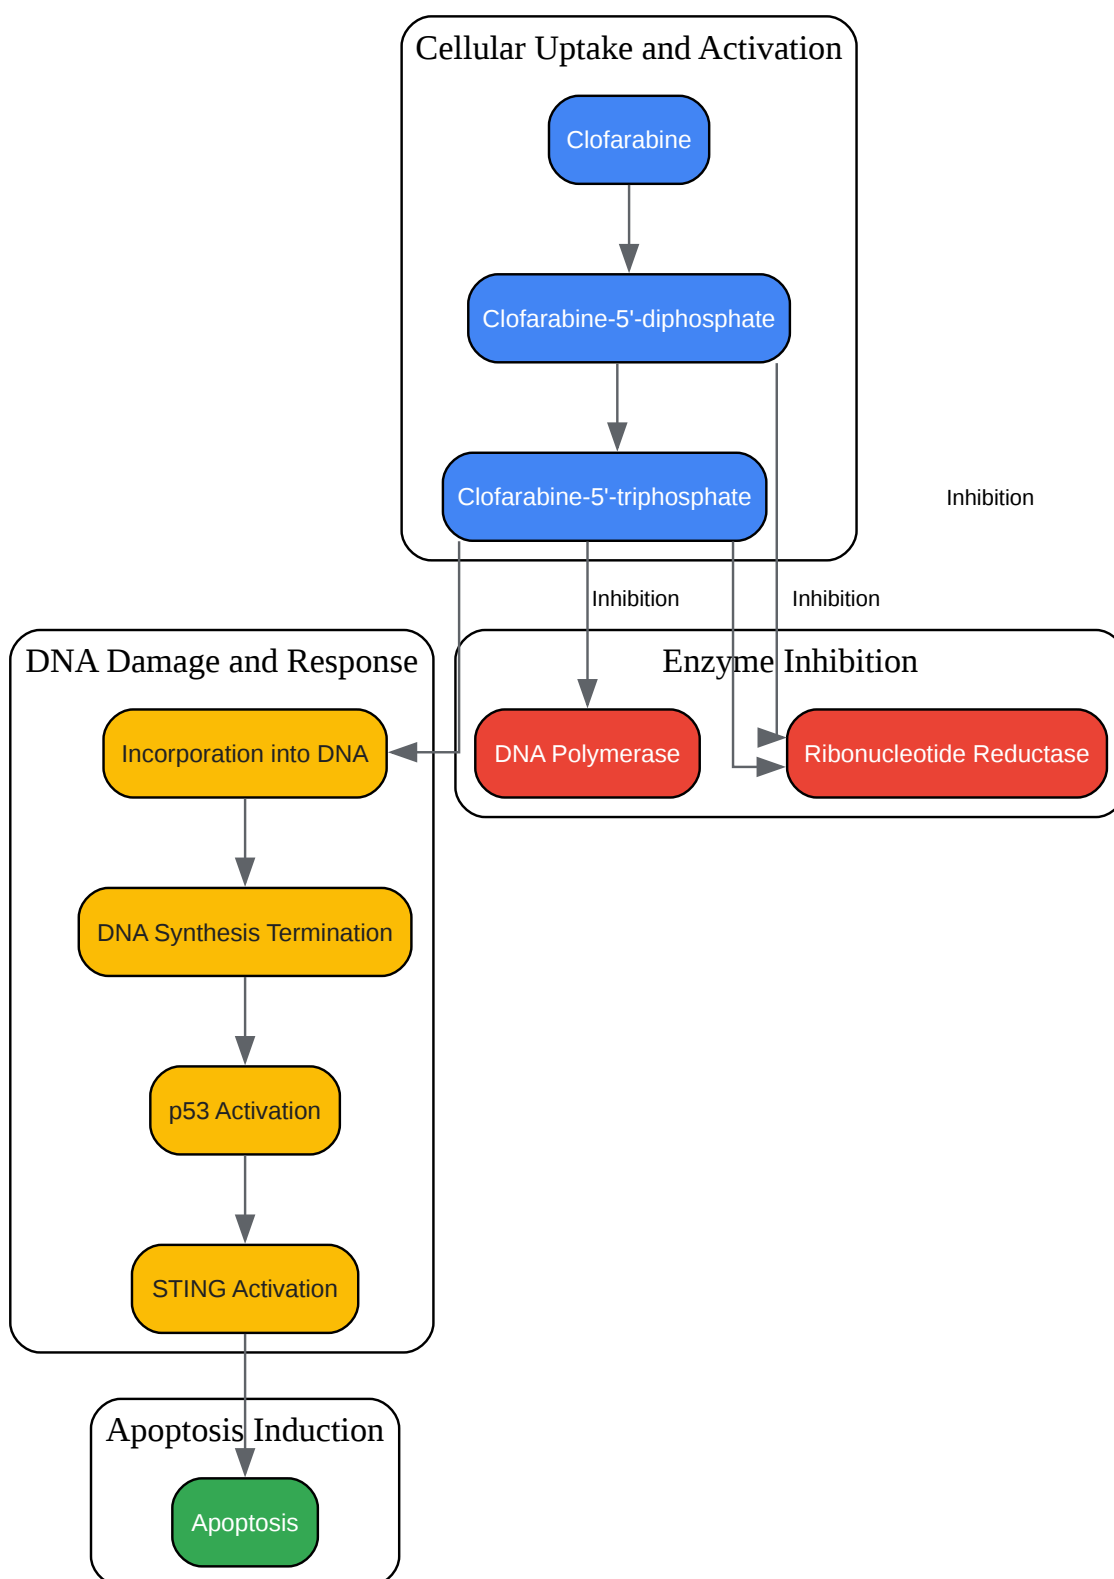 Cellular Uptake and Activation
Clofarabine
Clofarabine-5'-diphosphate
Clofarabine-5'-triphosphate
Inhibition
Inhibition
Inhibition
DNA Damage and Response
Enzyme Inhibition
Incorporation into DNA
DNA Polymerase
Ribonucleotide Reductase
DNA Synthesis Termination
p53 Activation
STING Activation
Apoptosis Induction
Apoptosis